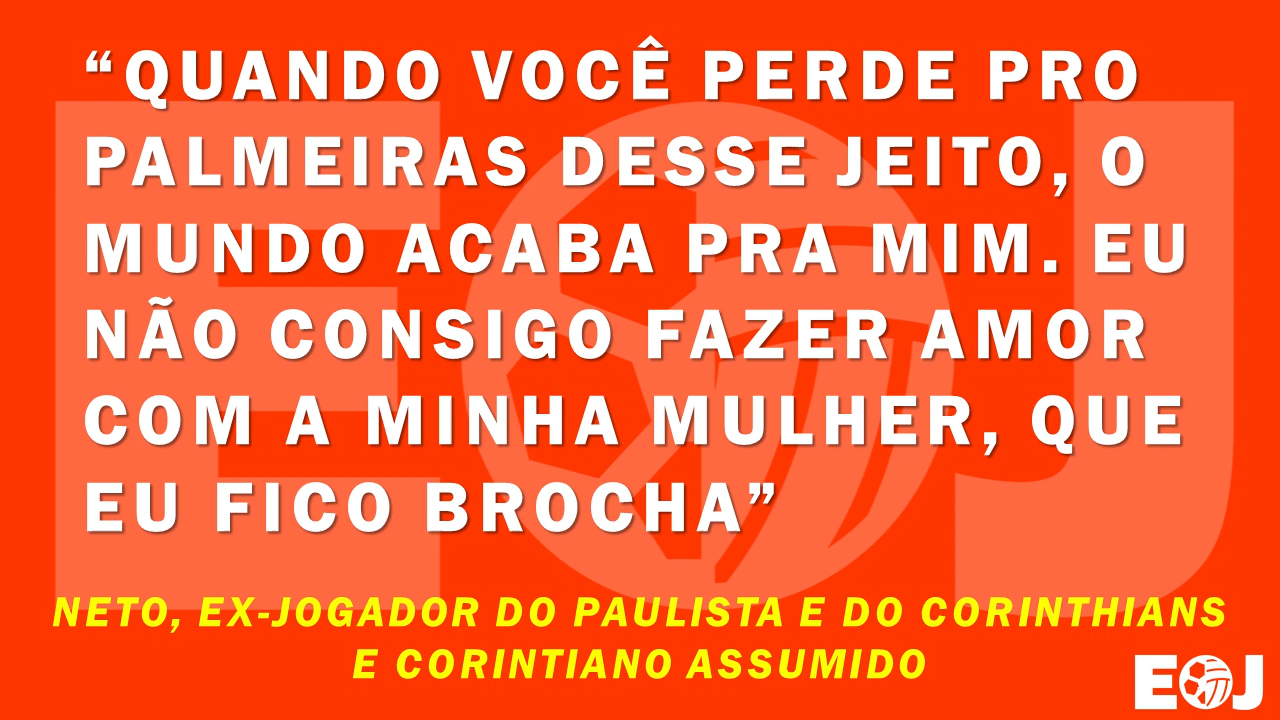 “QUANDO VOCÊ PERDE PRO
PALMEIRAS DESSE JEITO, O
MUNDO ACABA PRA MIM. EU
NÃO CONSIGO FAZER AMOR
COM A MINHA MULHER, QUE
EU FICO BROCHA”
NETO, EX-JOGADOR DO PAULISTA E DO CORINTHIANS
E CORINTIANO ASSUMIDO
EOJ